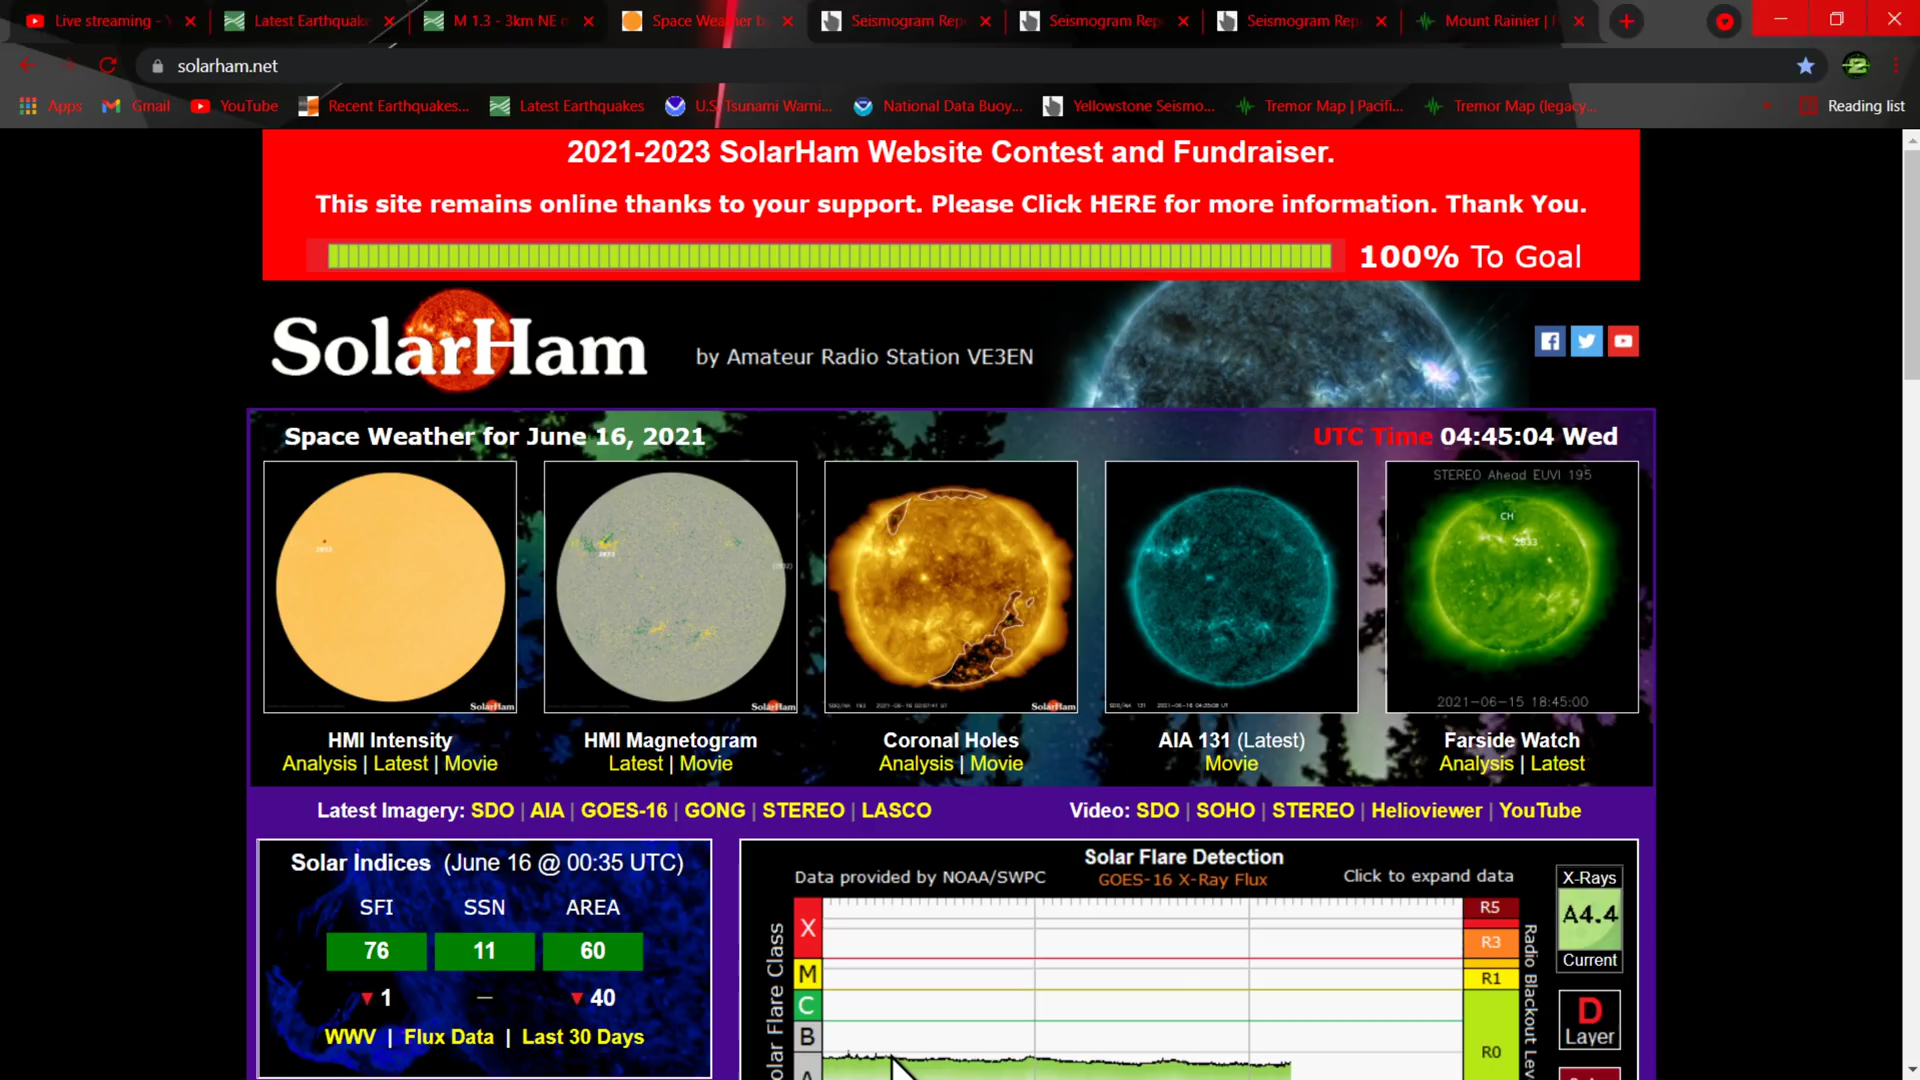 Live streaming - Y
Latest Earthquake
M 1.3 - 3km NE
Space Weather b
Seismogram Rep
Seismogram Rep
Seismogram Rep
Mount Rainier | P
solarham.net
Apps
Gmail
YouTube
Recent Earthquakes...
Latest Earthquakes
U.S. Tsunami Warni...
National Data Buoy...
Yellowstone Seismo...
Tremor Map | Pacifi...
Tremor Map (legacy...
Reading list
2021-2023 SolarHam Website Contest and Fundraiser.
This site remains online thanks to your support. Please Click HERE for more information. Thank You.
100% To Goal
SolarHam
by Amateur Radio Station VE3EN
Space Weather for June 16, 2021
UTC Time 04:45:04 Wed
2833
SolarHam
2833
(2832)
SolarHam
SolarHam
STEREO Ahead EUVI 195
CH
2833
2021-06-15 18:45:00
HMI Intensity
Analysis | Latest | Movie
HMI Magnetogram
Latest | Movie
Coronal Holes
Analysis | Movie
AIA 131 (Latest)
Movie
Farside Watch
Analysis | Latest
Latest Imagery: SDO | AIA | GOES-16 | GONG | STEREO | LASCO
Video: SDO | SOHO | STEREO | Helioviewer | YouTube
Solar Indices (June 16 @ 00:35 UTC)
SFI SSN AREA
76 11 60
▼ 1 — ▼ 40
WWV | Flux Data | Last 30 Days
Solar Flare Detection
Data provided by NOAA/SWPC
GOES-16 X-Ray Flux
Click to expand data
olar Flare Class
X
M
C
B
A
R5
R3
R1
R0
Radio Blackout Lev
X-Rays
A4.4
Current
D
Layer